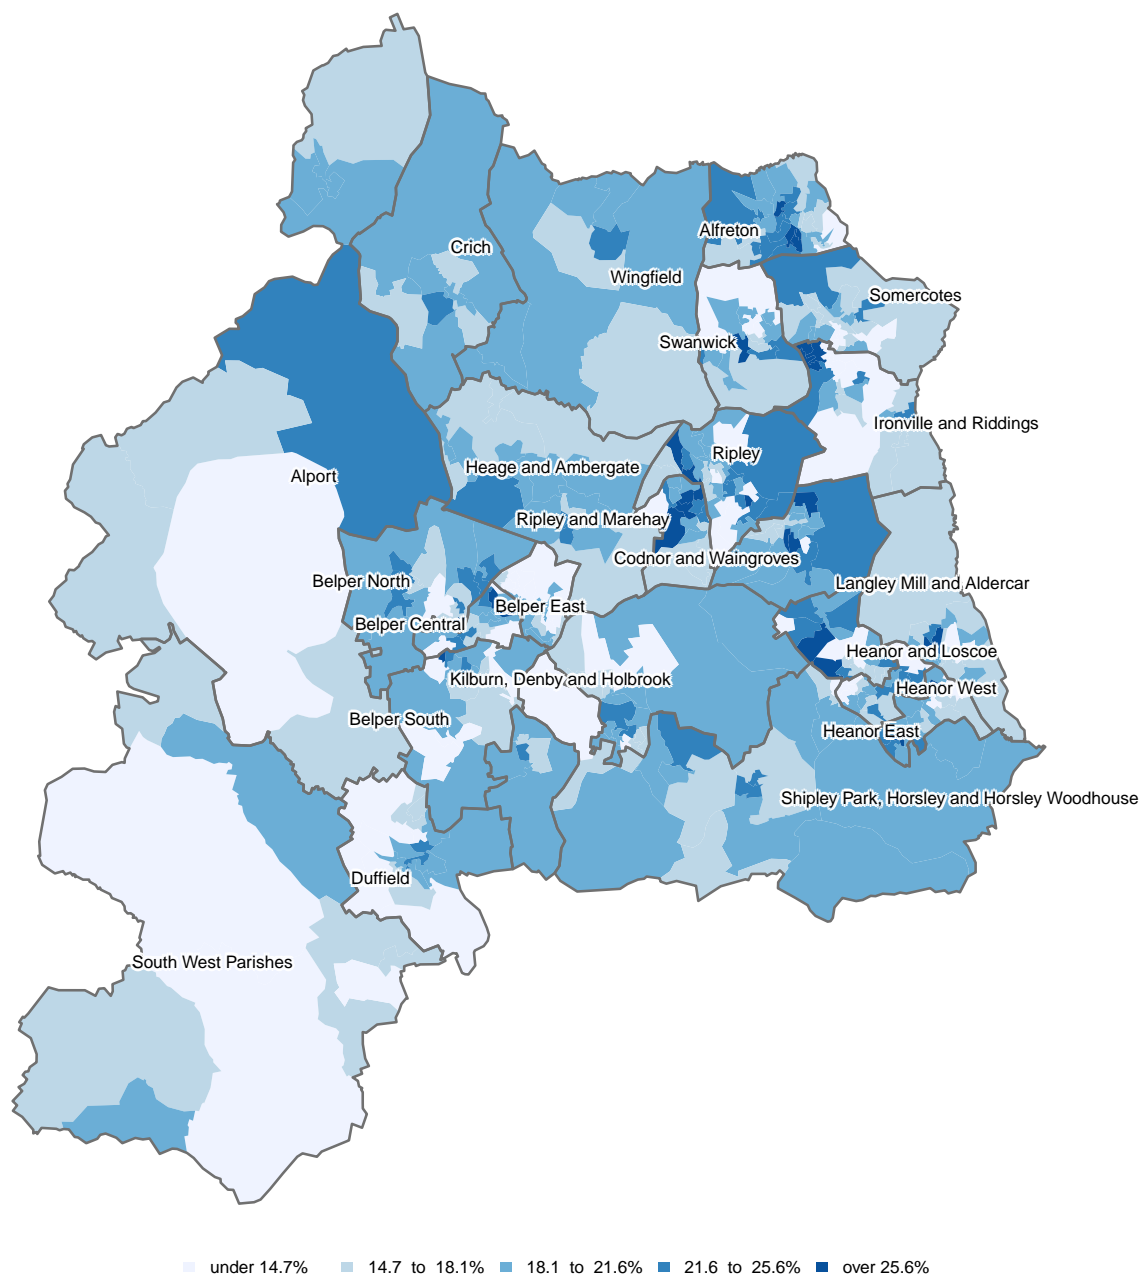 Crich
Alfreton
Wingfield
Somercotes
Swanwick
Ironville and Riddings
Ripley
Heage and Ambergate
Alport
Ripley and Marehay
Codnor and Waingroves
Belper North
Langley Mill and Aldercar
Belper East
Belper Central
Heanor and Loscoe
Kilburn, Denby and Holbrook
Heanor West
Belper South
Heanor East
Shipley Park, Horsley and Horsley Woodhouse
Duffield
South West Parishes
under 14.7% 14.7 to 18.1% 18.1 to 21.6% 21.6 to 25.6% over 25.6%